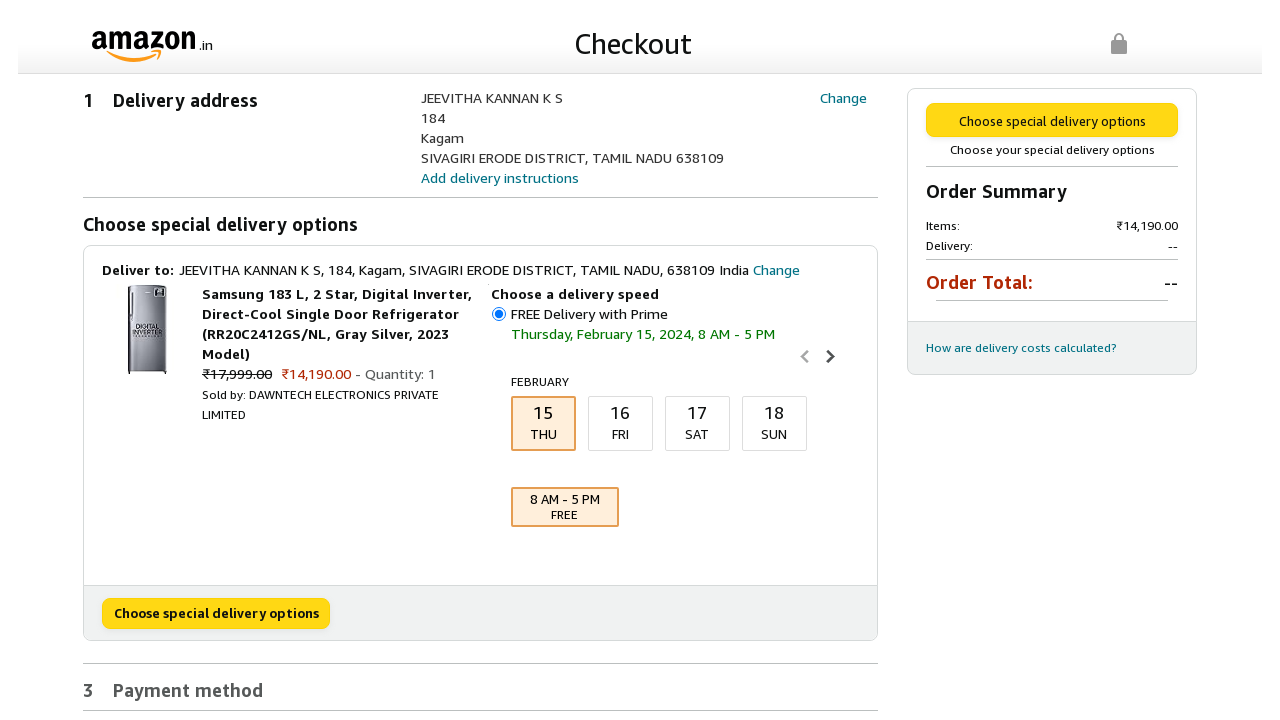 amazon.in
Checkout
1 Delivery address
JEEVITHA KANNAN K S
Change
184
Kagam
SIVAGIRI ERODE DISTRICT, TAMIL NADU 638109
Add delivery instructions
Choose special delivery options
Deliver to: JEEVITHA KANNAN K S, 184, Kagam, SIVAGIRI ERODE DISTRICT, TAMIL NADU, 638109 India Change
DIGITAL
INVERTER
TECHNOLOGY
Samsung 183 L, 2 Star, Digital Inverter,
Direct-Cool Single Door Refrigerator
(RR20C2412GS/NL, Gray Silver, 2023
Model)
₹17,999.00 ₹14,190.00 - Quantity: 1
Sold by: DAWNTECH ELECTRONICS PRIVATE
LIMITED
Choose a delivery speed
FREE Delivery with Prime
Thursday, February 15, 2024, 8 AM - 5 PM
FEBRUARY
15 16 17 18
THU FRI SAT SUN
8 AM - 5 PM
FREE
Choose special delivery options
3 Payment method
Choose special delivery options
Choose your special delivery options
Order Summary
Items: ₹14,190.00
Delivery: --
Order Total: --
How are delivery costs calculated?